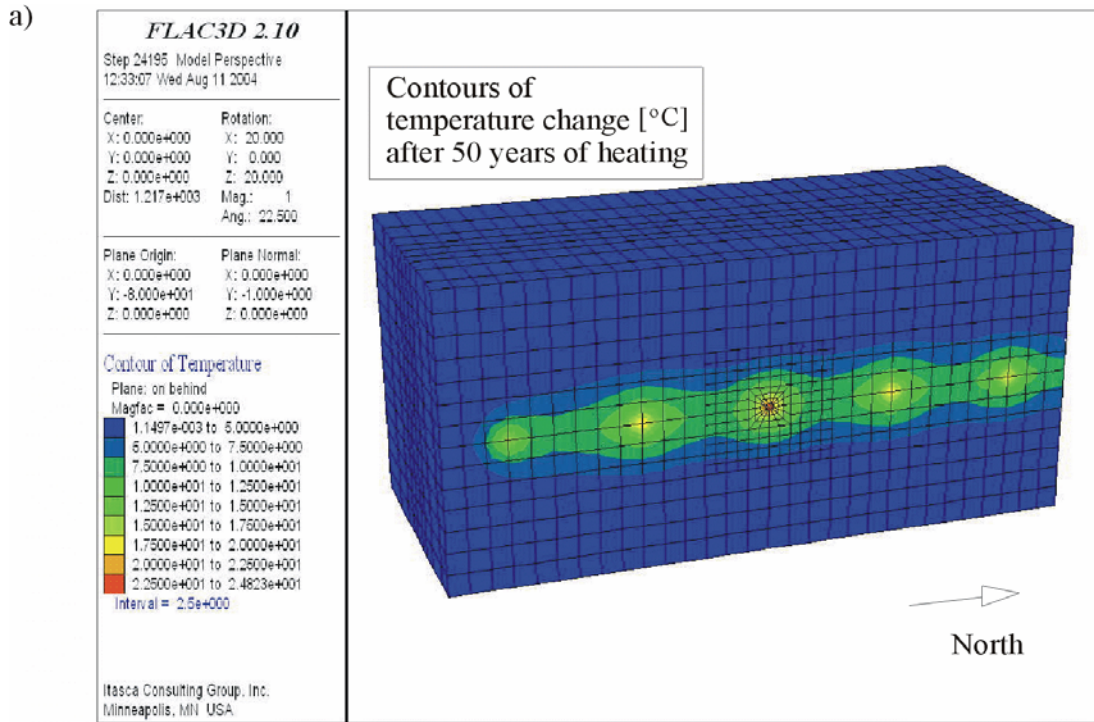 a)
FLAC3D 2.10
Step 24195 Model Perspective
12:33:07 Wed Aug 11 2004
Center:
X: 0.000e+000
Y: 0.000e+000
Z: 0.000e+000
Dist: 1.217e+003
Rotation:
X: 20.000
Y: 0.000
Z: 20.000
Mag.: 1
Ang.: 22.500
Plane Origin:
X: 0.000e+000
Y: -8.000e+001
Z: 0.000e+000
Plane Normal:
X: 0.000e+000
Y: -1.000e+000
Z: 0.000e+000
Contour of Temperature
Plane: on behind
Magfac = 0.000e+000
1.1497e-003 to 5.0000e+000
5.0000e+000 to 7.5000e+000
7.5000e+000 to 1.0000e+001
1.0000e+001 to 1.2500e+001
1.2500e+001 to 1.5000e+001
1.5000e+001 to 1.7500e+001
1.7500e+001 to 2.0000e+001
2.0000e+001 to 2.2500e+001
2.2500e+001 to 2.4823e+001
Interval = 2.5e+000
Itasca Consulting Group, Inc.
Minneapolis, MN USA
Contours of
temperature change [°C]
after 50 years of heating
North